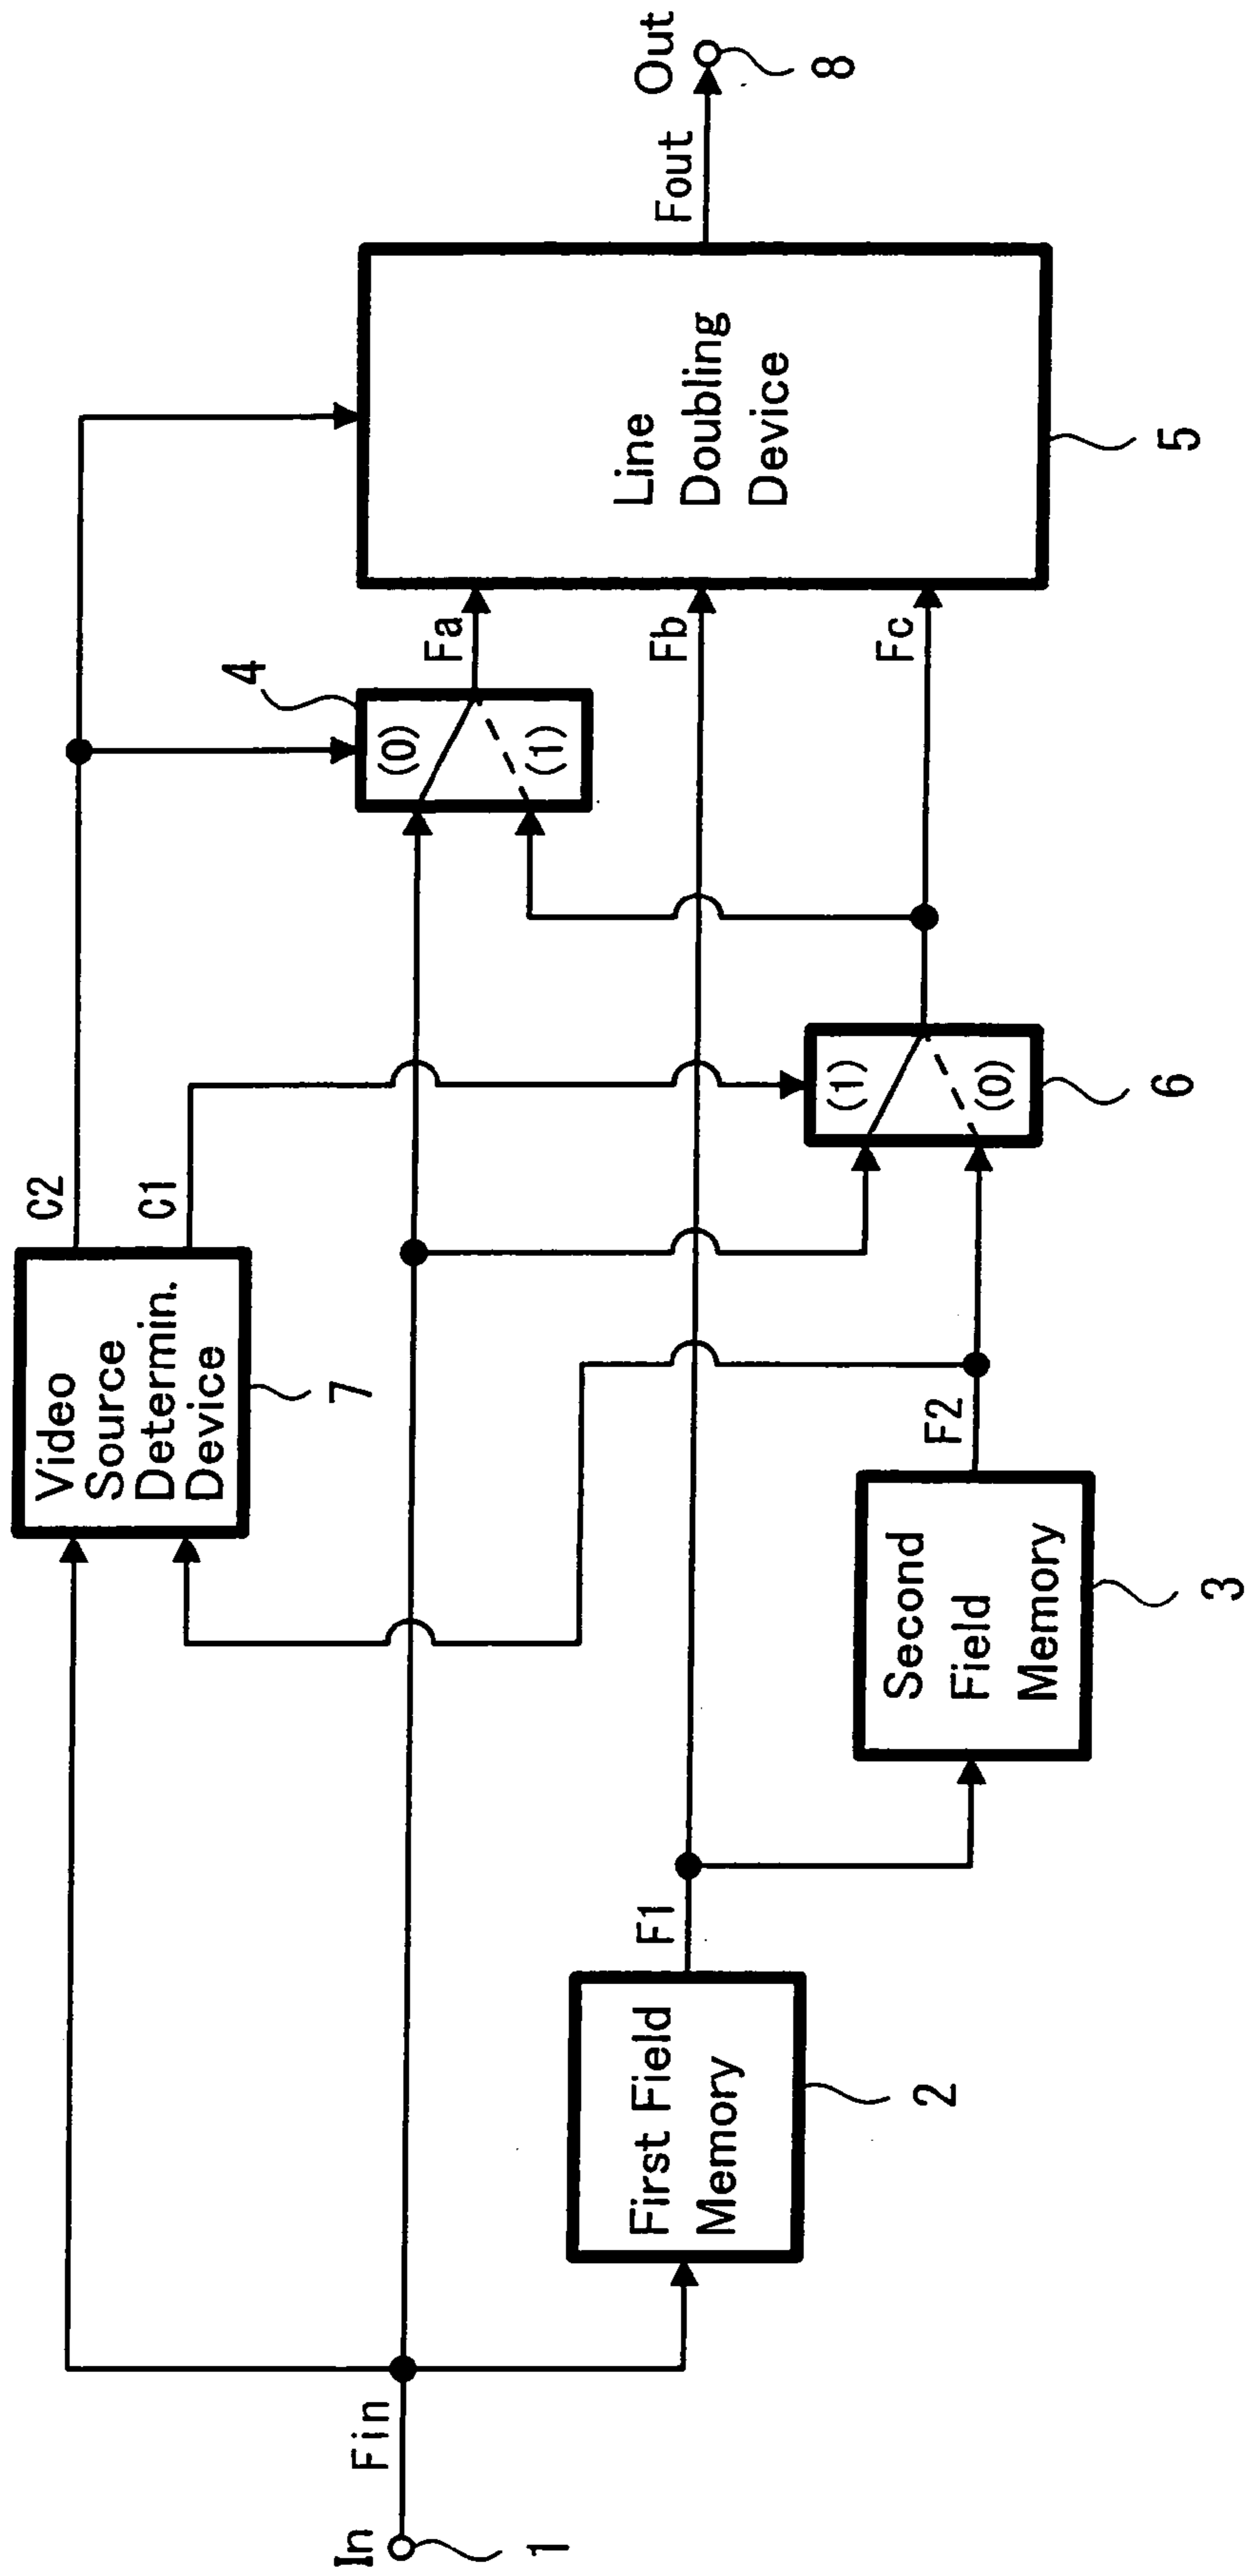 In
Fin
1
First Field
Memory
2
F1
Second
Field
Memory
3
F2
Video
Source
Determin.
Device
7
C2
C1
(1)
(0)
6
(0)
(1)
4
Fa
Fb
Fc
Line
Doubling
Device
5
Fout
Out
8